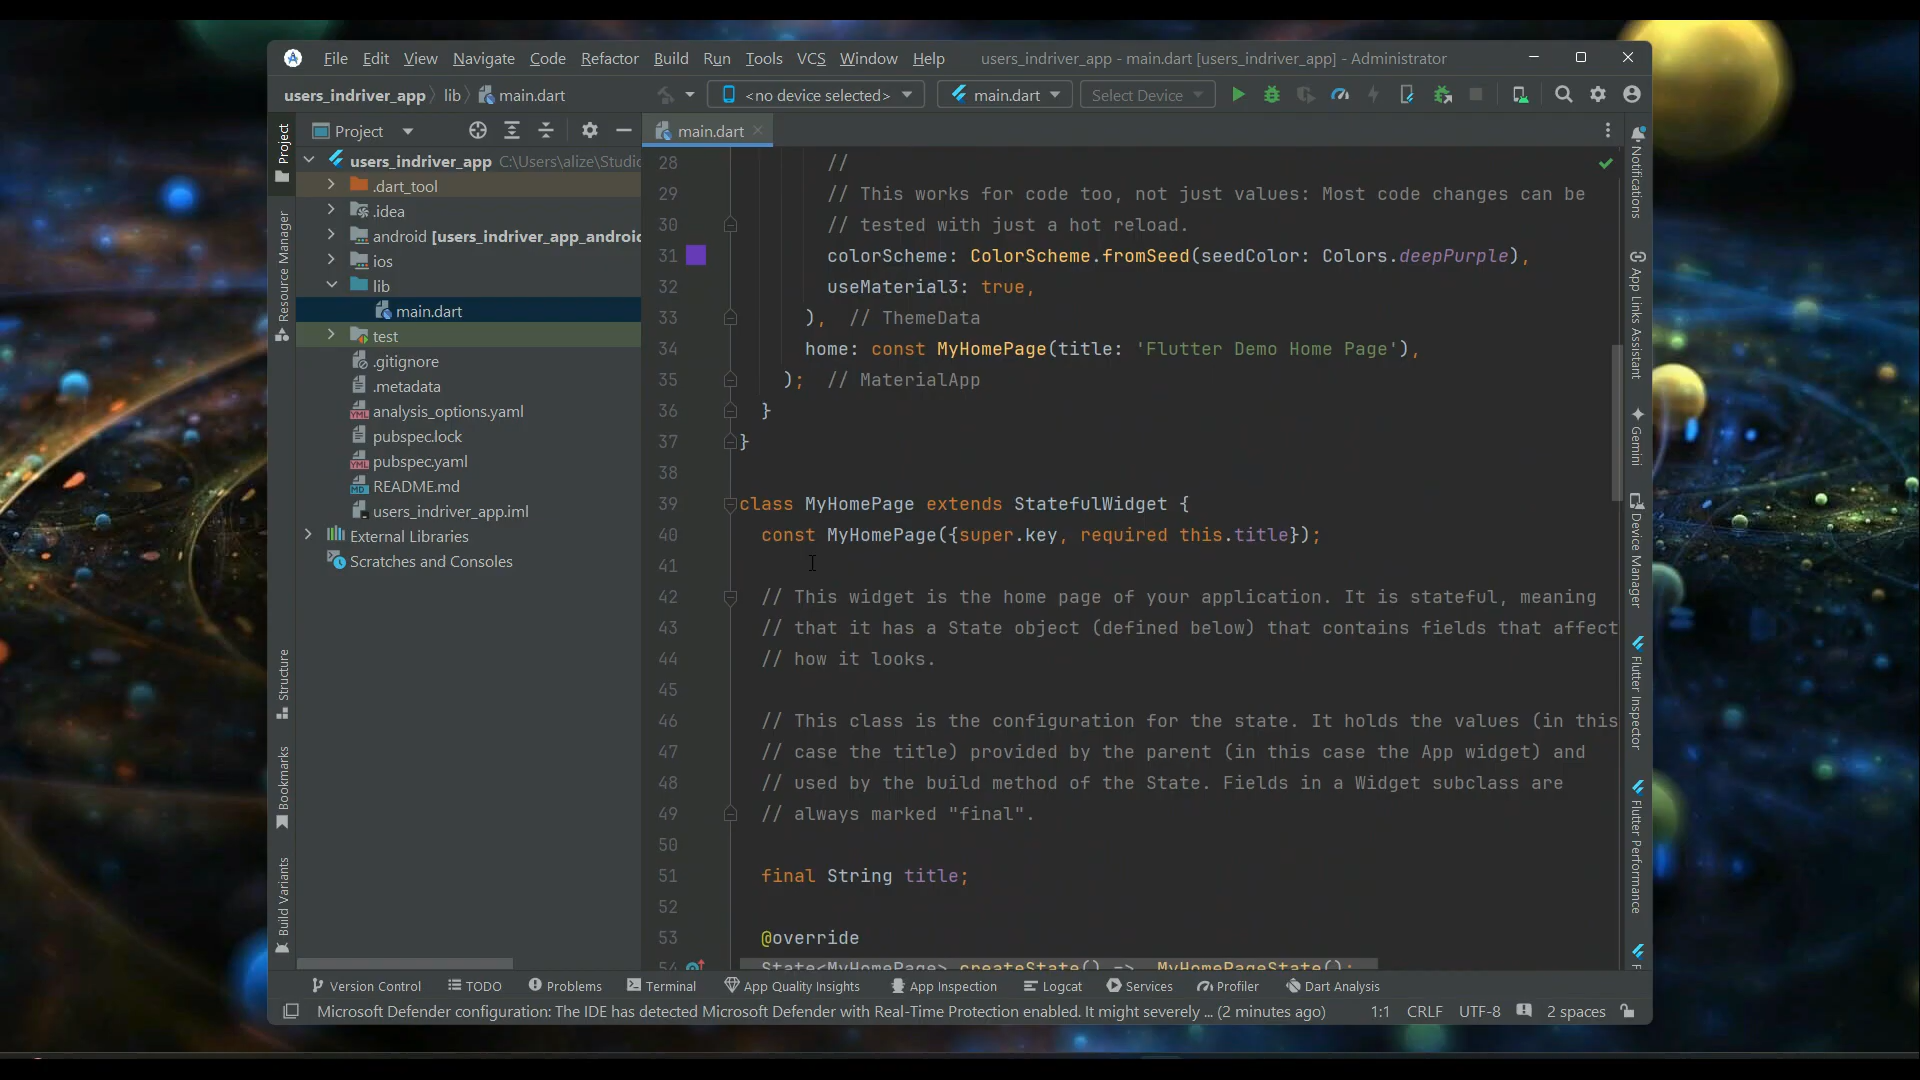 File Edit View Navigate Code Refactor Build Run Tools VCS Window Help users_indriver_app - main.dart [users_indriver_app] - Administrator
users_indriver_app lib main.dart <no device selected> main.dart Select Device
Project
main.dart
users_indriver_app C:\Users\alize\Studio
.dart_tool
.idea
android [users_indriver_app_android
ios
lib
main.dart
test
.gitignore
.metadata
analysis_options.yaml
pubspec.lock
pubspec.yaml
README.md
users_indriver_app.iml
External Libraries
Scratches and Consoles
Project
Resource Manager
Structure
Bookmarks
Build Variants
28 //
29 // This works for code too, not just values: Most code changes can be
30 // tested with just a hot reload.
31 colorScheme: ColorScheme.fromSeed(seedColor: Colors.deepPurple),
32 useMaterial3: true,
33 ), // ThemeData
34 home: const MyHomePage(title: 'Flutter Demo Home Page'),
35 ); // MaterialApp
36 }
37 }
38
39 class MyHomePage extends StatefulWidget {
40 const MyHomePage({super.key, required this.title});
41
42 // This widget is the home page of your application. It is stateful, meaning
43 // that it has a State object (defined below) that contains fields that affect
44 // how it looks.
45
46 // This class is the configuration for the state. It holds the values (in this
47 // case the title) provided by the parent (in this case the App widget) and
48 // used by the build method of the State. Fields in a Widget subclass are
49 // always marked "final".
50
51 final String title;
52
53 @override
54 State<MyHomePage> createState() => _MyHomePageState();
Notifications
App Links Assistant
Gemini
Device Manager
Flutter Inspector
Flutter Performance
Version Control TODO Problems Terminal App Quality Insights App Inspection Logcat Services Profiler Dart Analysis
Microsoft Defender configuration: The IDE has detected Microsoft Defender with Real-Time Protection enabled. It might severely ... (2 minutes ago) 1:1 CRLF UTF-8 2 spaces